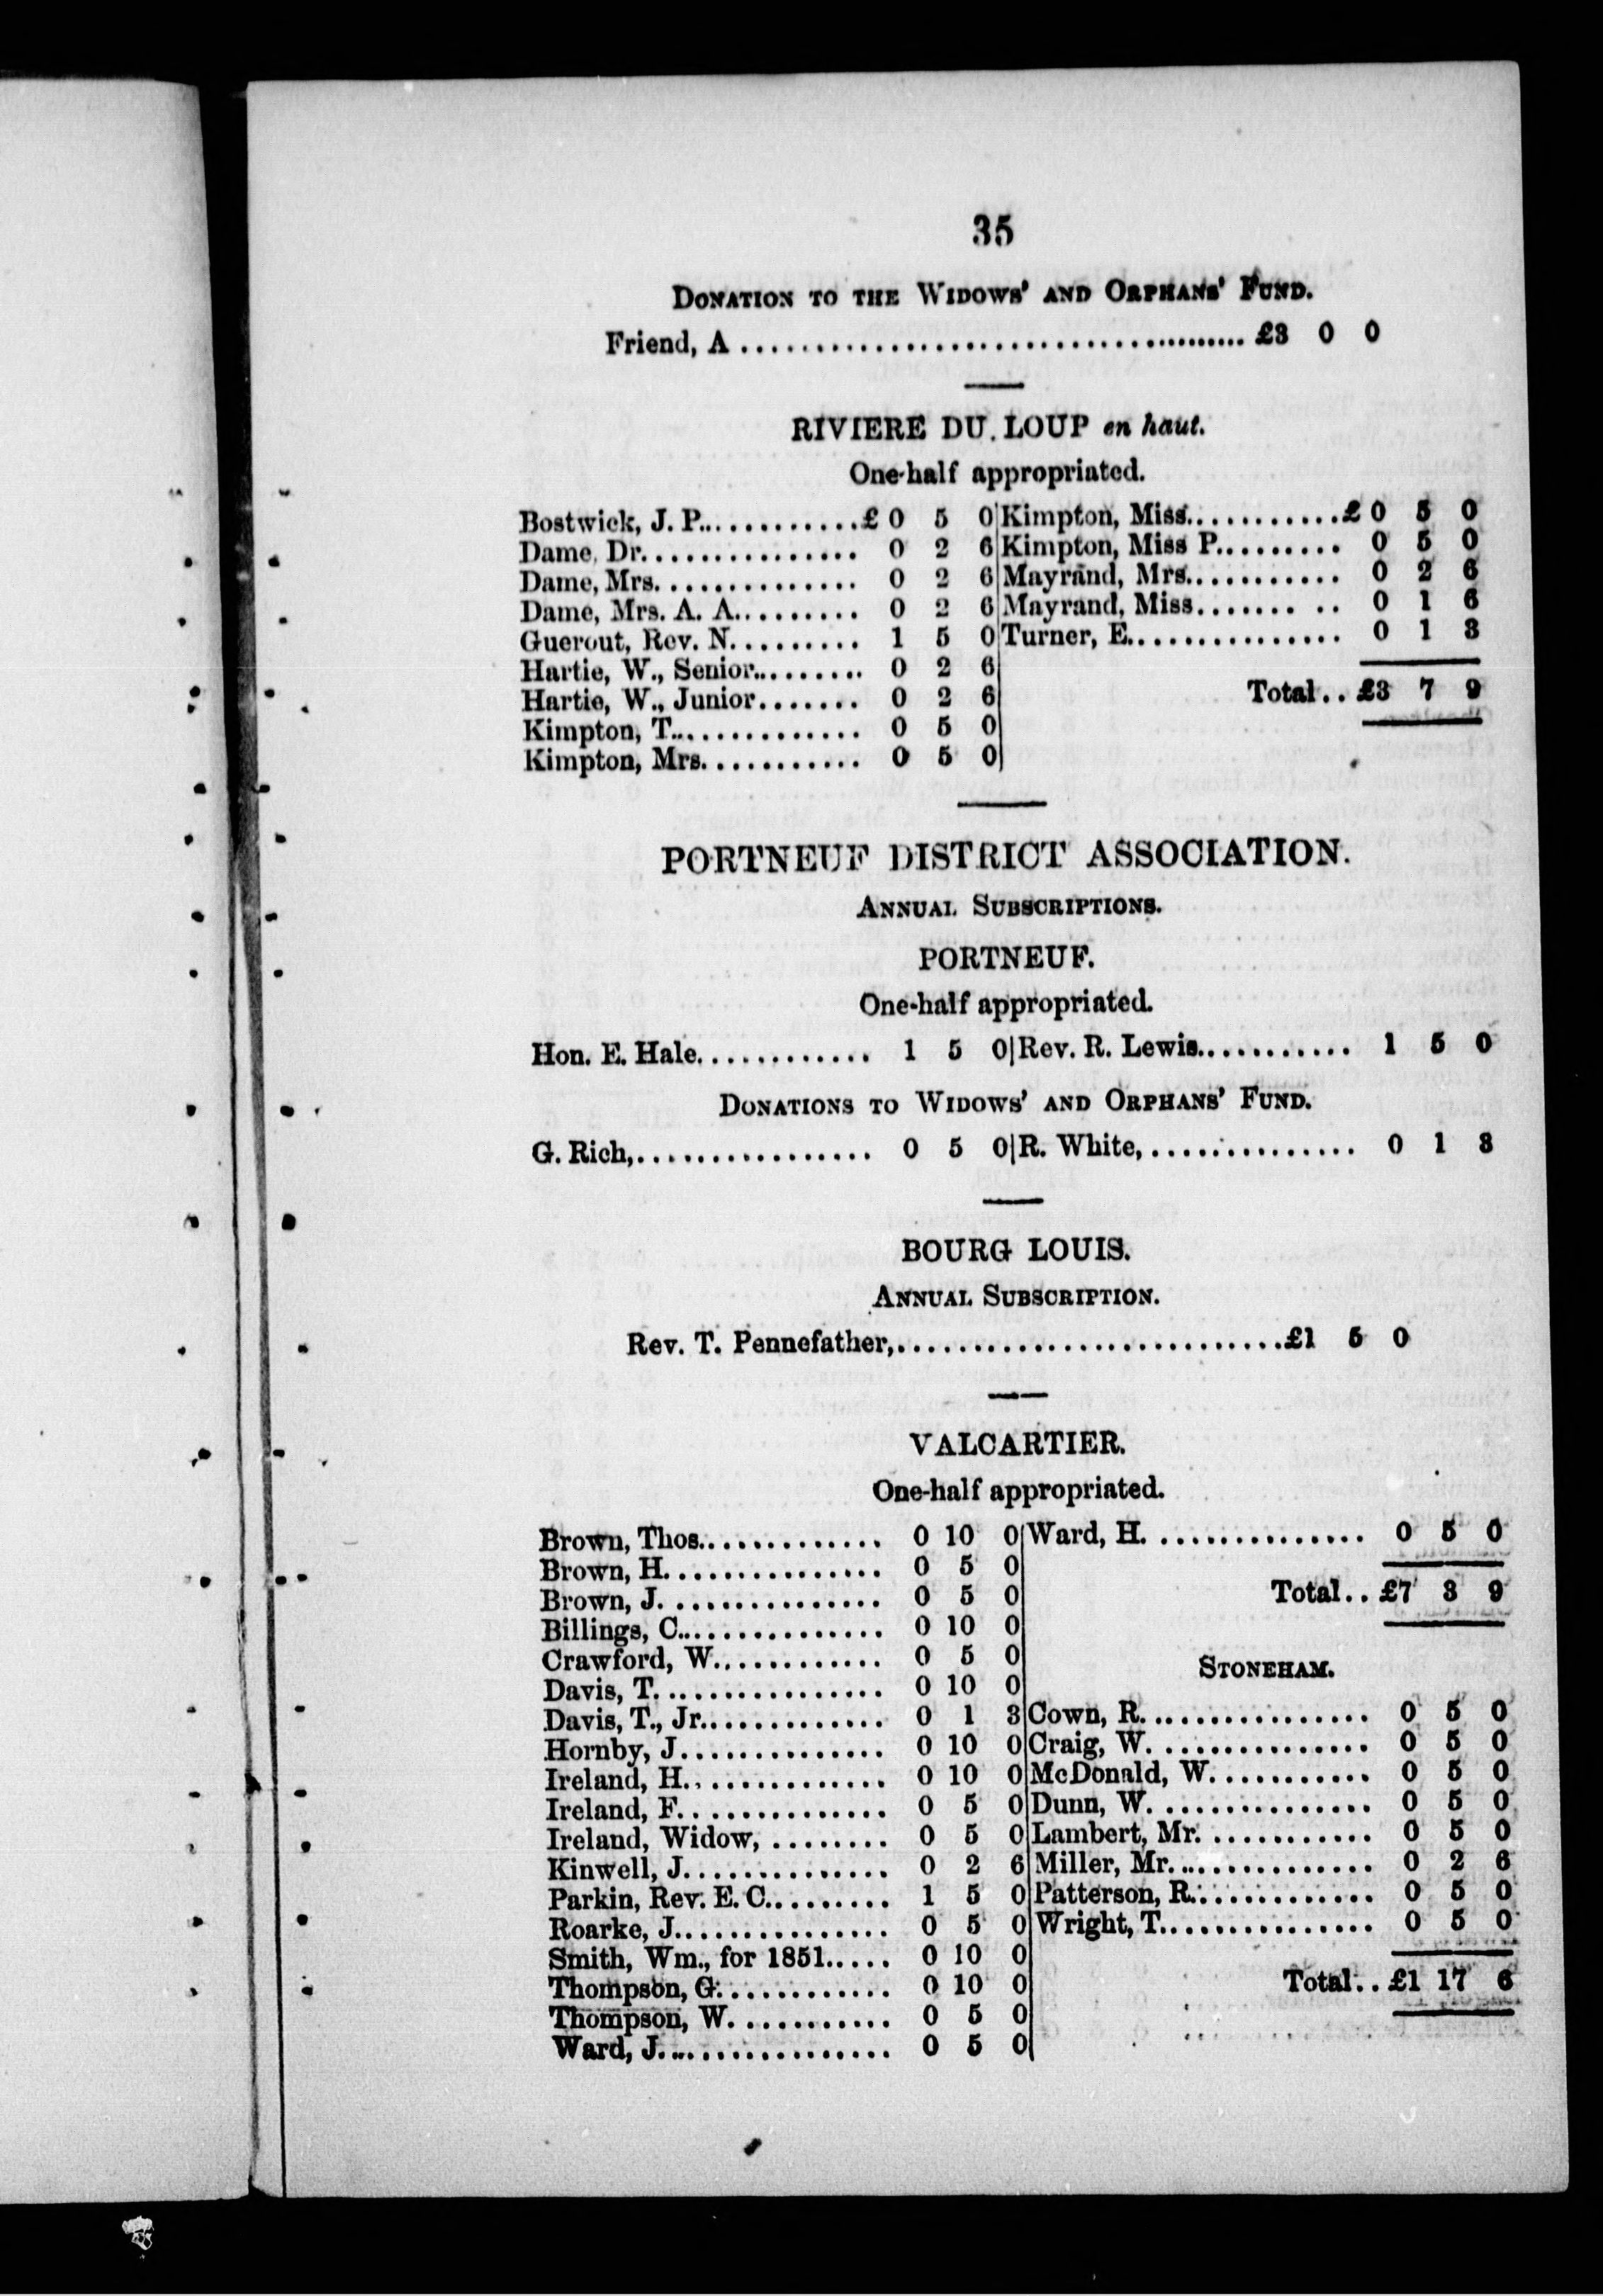 35
DONATION TO THE WIDOWS' AND ORPHANS' FUND.
Friend, A ........................................ £3 0 0
RIVIERE DU LOUP en haut.
One-half appropriated.
Bostwick, J. P............ £ 0 5 0
Dame, Dr............... 0 2 6
Dame, Mrs............... 0 2 6
Dame, Mrs. A. A......... 0 2 6
Guerout, Rev. N......... 1 5 0
Hartie, W., Senior......... 0 2 6
Hartie, W., Junior....... 0 2 6
Kimpton, T............... 0 5 0
Kimpton, Mrs........... 0 5 0
Kimpton, Miss............ £ 0 5 0
Kimpton, Miss P......... 0 5 0
Mayrand, Mrs........... 0 2 6
Mayrand, Miss....... .. 0 1 6
Turner, E............... 0 1 3
Total.. £3 7 9
PORTNEUF DISTRICT ASSOCIATION.
ANNUAL SUBSCRIPTIONS.
PORTNEUF.
One-half appropriated.
Hon. E. Hale............ 1 5 0
Rev. R. Lewis............ 1 5 0
DONATIONS TO WIDOWS' AND ORPHANS' FUND.
G. Rich,................ 0 5 0
R. White,............... 0 1 3
BOURG LOUIS.
ANNUAL SUBSCRIPTION.
Rev. T. Pennefather,............................£1 5 0
VALCARTIER.
One-half appropriated.
Brown, Thos............. 0 10 0
Brown, H............... 0 5 0
Brown, J............... 0 5 0
Billings, C............... 0 10 0
Crawford, W............ 0 5 0
Davis, T................ 0 10 0
Davis, T., Jr............. 0 1 3
Hornby, J.............. 0 10 0
Ireland, H.............. 0 10 0
Ireland, F.............. 0 5 0
Ireland, Widow, ........ 0 5 0
Kinwell, J.............. 0 2 6
Parkin, Rev. E. C......... 1 5 0
Roarke, J............... 0 5 0
Smith, Wm., for 1851..... 0 10 0
Thompson, G............ 0 10 0
Thompson, W........... 0 5 0
Ward, J................ 0 5 0
Ward, H. .............. 0 5 0
Total.. £7 3 9
STONEHAM.
Cown, R................ 0 5 0
Craig, W............... 0 5 0
McDonald, W........... 0 5 0
Dunn, W............... 0 5 0
Lambert, Mr. ........... 0 5 0
Miller, Mr.............. 0 2 6
Patterson, R............. 0 5 0
Wright, T............... 0 5 0
Total.. £1 17 6